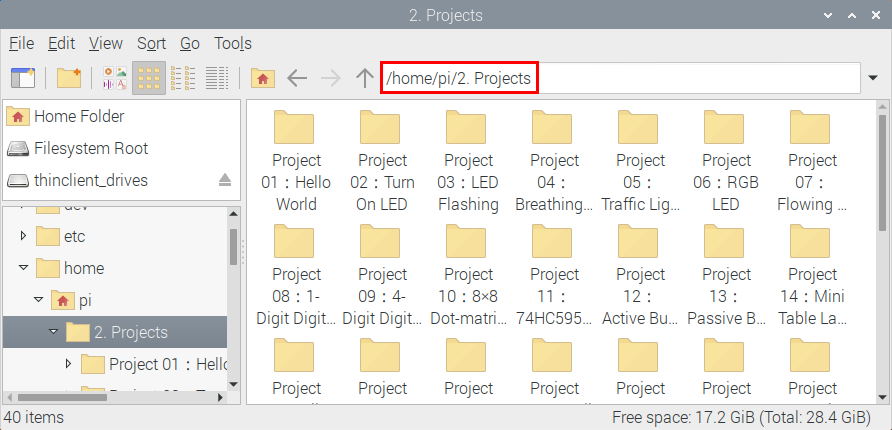 2. Projects
File Edit View Sort Go Tools
/home/pi/2. Projects
Home Folder
Filesystem Root
thinclient_drives
etc
home
pi
2. Projects
Project 01：Hello
Project
01：Hello
World
Project
02：Turn
On LED
Project
03：LED
Flashing
Project
04：
Breathing...
Project
05：
Traffic Lig...
Project
06：RGB
LED
Project
07：
Flowing ...
Project
08：1-
Digit Digit...
Project
09：4-
Digit Digit...
Project
10：8×8
Dot-matri...
Project
11：
74HC595...
Project
12：
Active Bu...
Project
13：
Passive B...
Project
14：Mini
Table La...
Project
Project
Project
Project
Project
Project
Project
40 items
Free space: 17.2 GiB (Total: 28.4 GiB)